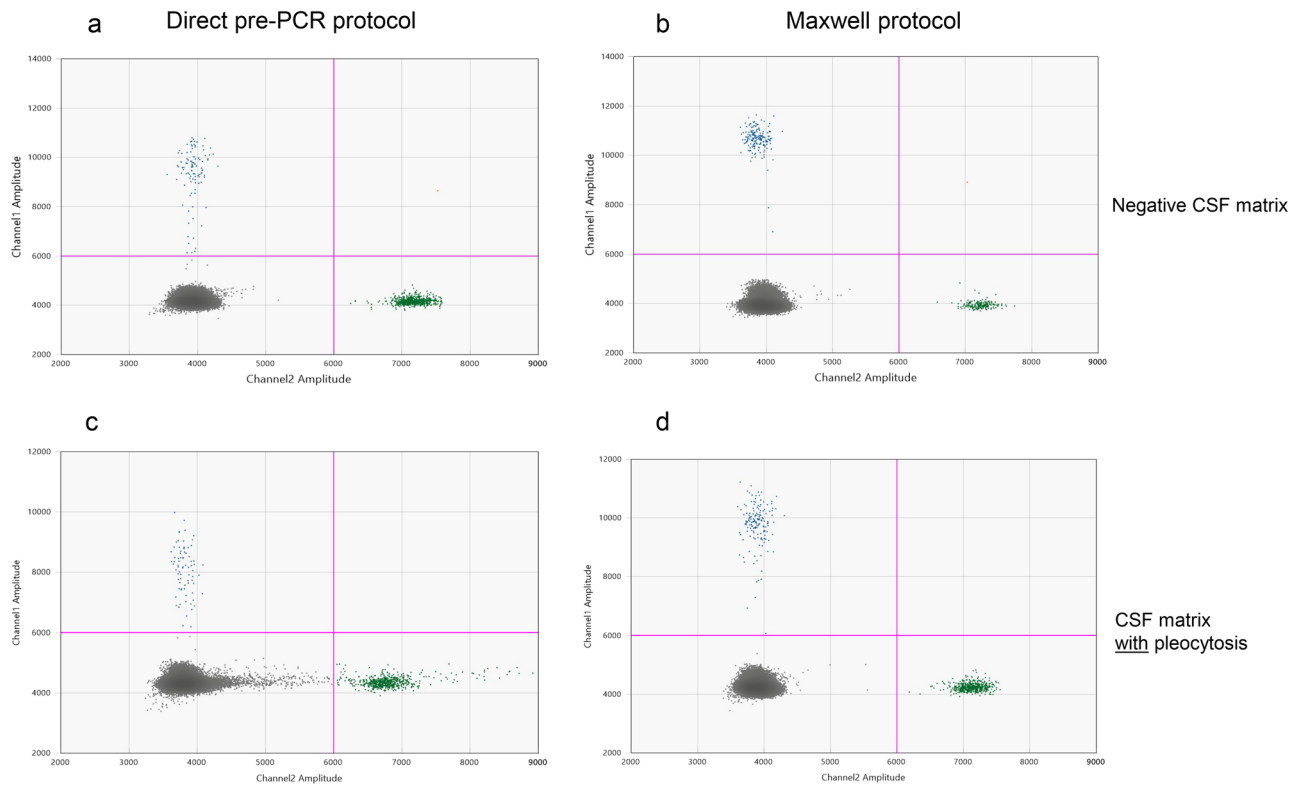 a Direct pre-PCR protocol
b Maxwell protocol
14000
12000
10000
8000
6000
4000
2000
Channel1 Amplitude
2000 3000 4000 5000 6000 7000 8000 9000
Channel2 Amplitude
14000
12000
10000
8000
6000
4000
2000
Channel1 Amplitude
2000 3000 4000 5000 6000 7000 8000 9000
Channel2 Amplitude
Negative CSF matrix
c
d
12000
10000
8000
6000
4000
2000
Channel1 Amplitude
2000 3000 4000 5000 6000 7000 8000 9000
Channel2 Amplitude
12000
10000
8000
6000
4000
2000
Channel1 Amplitude
2000 3000 4000 5000 6000 7000 8000 9000
Channel2 Amplitude
CSF matrix
with pleocytosis